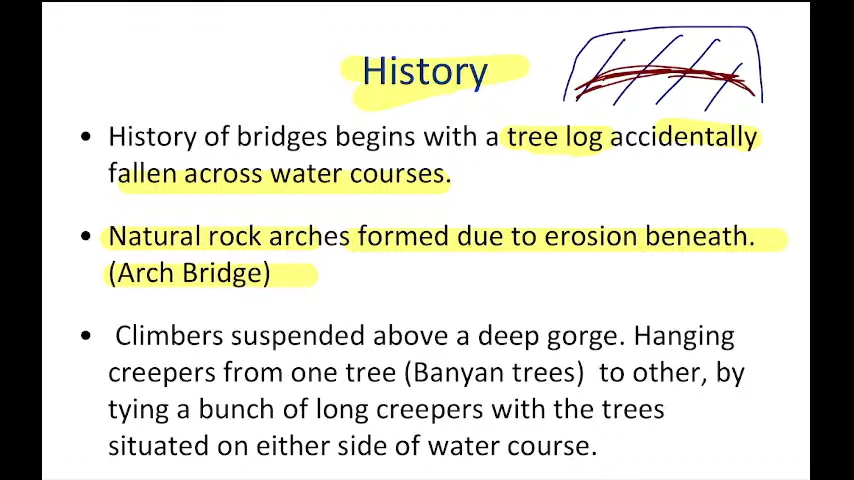 History
• History of bridges begins with a tree log accidentally
fallen across water courses.
• Natural rock arches formed due to erosion beneath.
(Arch Bridge)
• Climbers suspended above a deep gorge. Hanging
creepers from one tree (Banyan trees) to other, by
tying a bunch of long creepers with the trees
situated on either side of water course.